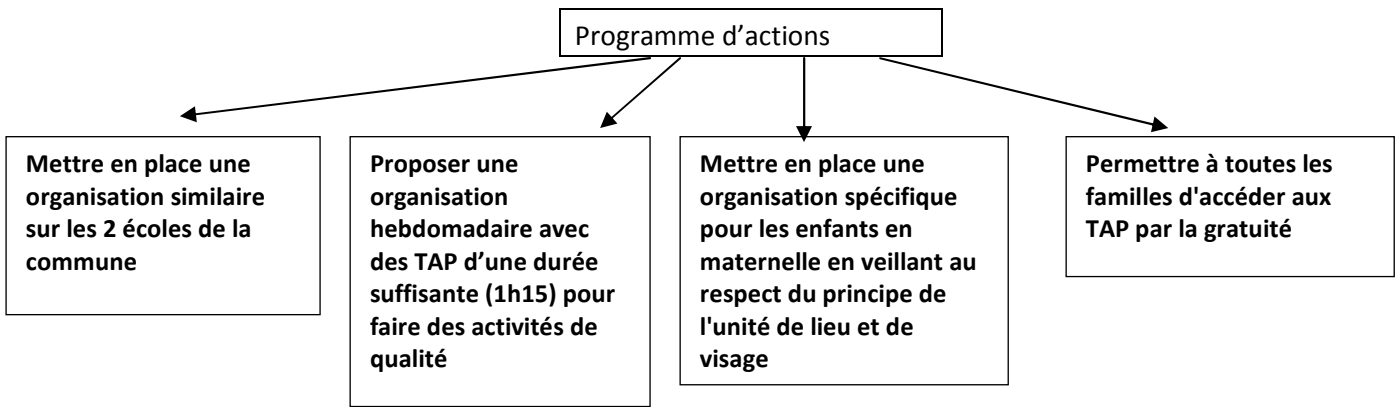 Programme d’actions
Mettre en place une
organisation similaire
sur les 2 écoles de la
commune
Proposer une
organisation
hebdomadaire avec
des TAP d’une durée
suffisante (1h15) pour
faire des activités de
qualité
Mettre en place une
organisation spécifique
pour les enfants en
maternelle en veillant au
respect du principe de
l'unité de lieu et de
visage
Permettre à toutes les
familles d'accéder aux
TAP par la gratuité